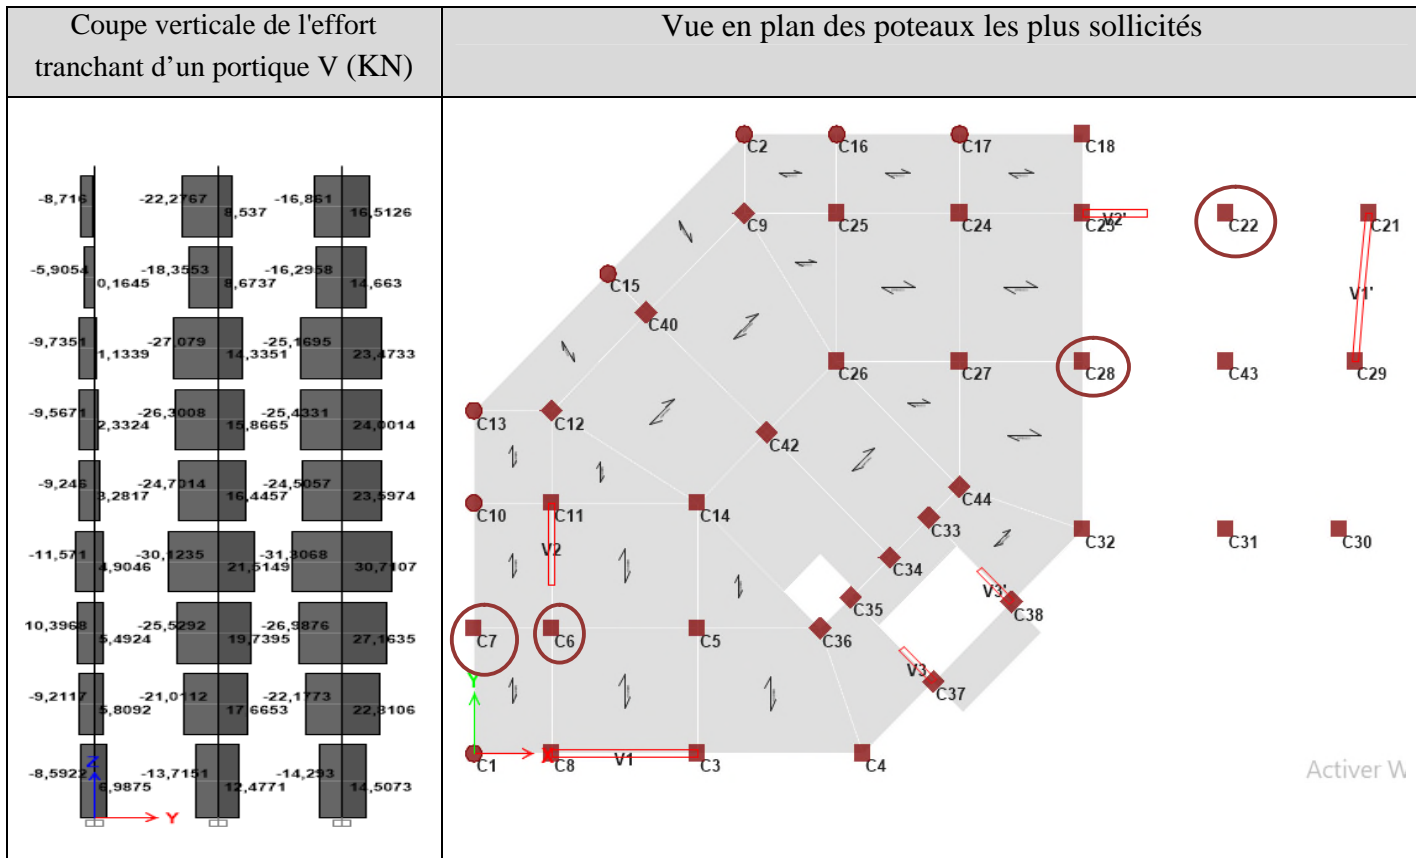 Coupe verticale de l'effort
tranchant d'un portique V (KN)
Vue en plan des poteaux les plus sollicités
-8,716
-22,2767
8,537
-16,861
16,5126
-5,9054
0,1645
-18,3553
8,6737
-16,2958
14,663
-9,7351
1,1339
-27,079
14,3351
-25,1695
23,4733
-9,5671
2,3324
-26,3008
15,8665
-25,4331
24,0014
-9,246
3,2817
-24,7014
16,4457
-24,5057
23,5974
-11,571
4,9046
-30,1235
21,5149
-31,3068
30,7107
10,3968
5,4924
-25,5292
19,7395
-26,9876
27,1635
-9,2117
5,8092
-21,0112
17,6653
-22,1773
22,3106
-8,5922
6,9875
-13,7151
12,4771
-14,293
14,5073
Z
Y
C2
C16
C17
C18
C9
C25
C24
C23
V2'
C22
C21
C15
V1'
C40
C26
C27
C28
C43
C29
C13
C12
C42
C44
C10
C11
C14
C33
V2
C32
C31
C30
C34
V3'
C38
C35
C7
C6
C5
C36
Y
V3
C37
C1
X
C8
V1
C3
C4
Activer W